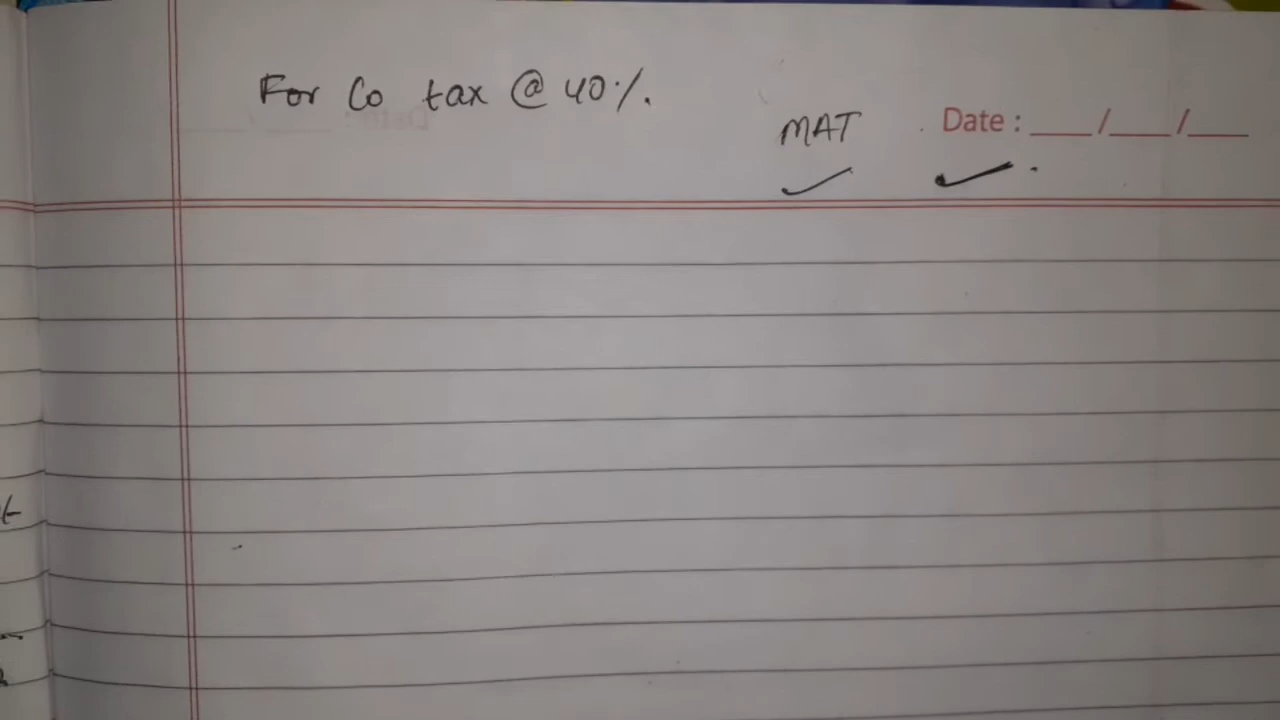 For Co tax @ 40%.
MAT
Date : ___/___/___